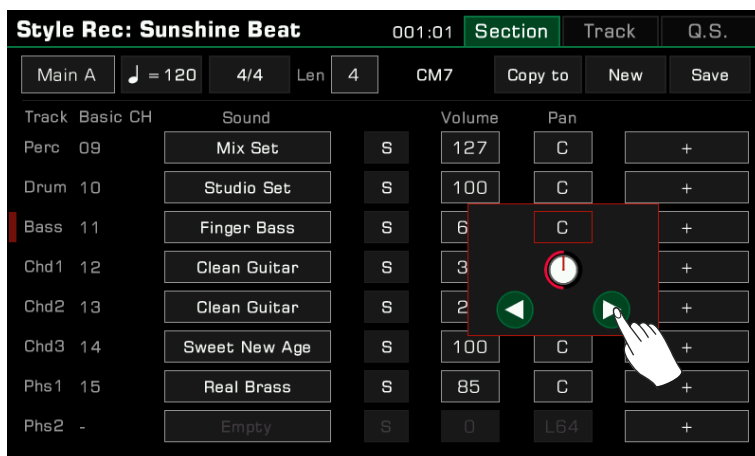 Style Rec: Sunshine Beat 001:01 Section Track Q.S.
Main A ♩ = 120 4/4 Len 4 CM7 Copy to New Save
Track Basic CH Sound Volume Pan
Perc 09 Mix Set S 127 C +
Drum 10 Studio Set S 100 C +
Bass 11 Finger Bass S 6 C +
Chd1 12 Clean Guitar S 3 +
Chd2 13 Clean Guitar S 2 +
Chd3 14 Sweet New Age S 100 C +
Phs1 15 Real Brass S 85 C +
Phs2 - Empty S 0 L64 +